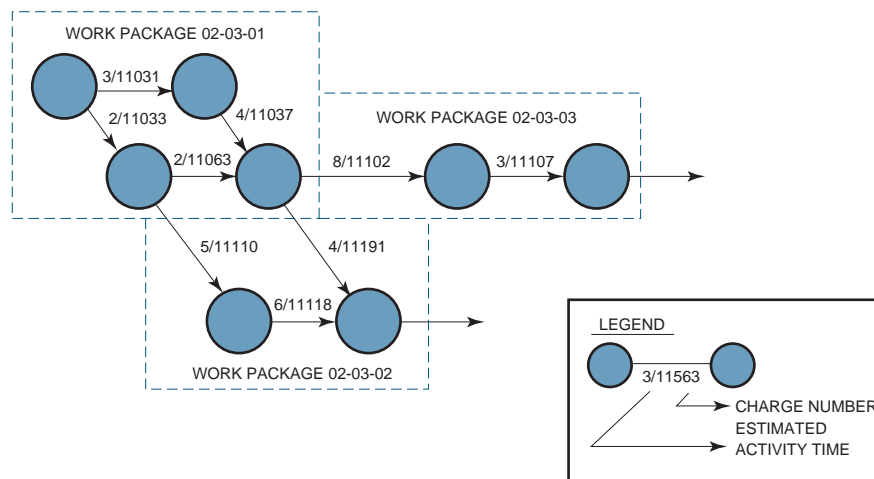 WORK PACKAGE 02-03-01
3/11031
2/11033
4/11037
WORK PACKAGE 02-03-03
2/11063
8/11102
3/11107
5/11110
4/11191
6/11118
WORK PACKAGE 02-03-02
LEGEND
3/11563
CHARGE NUMBER
ESTIMATED
ACTIVITY TIME